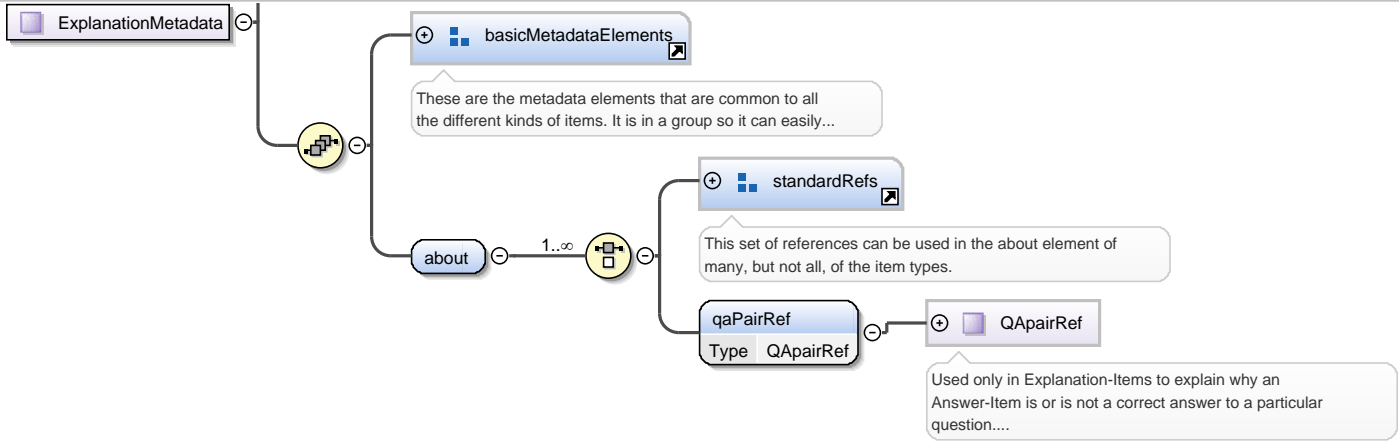 ExplanationMetadata
basicMetadataElements
These are the metadata elements that are common to all
the different kinds of items. It is in a group so it can easily...
standardRefs
This set of references can be used in the about element of
many, but not all, of the item types.
about
1..∞
qaPairRef
Type QApairRef
QApairRef
Used only in Explanation-Items to explain why an
Answer-Item is or is not a correct answer to a particular
question....